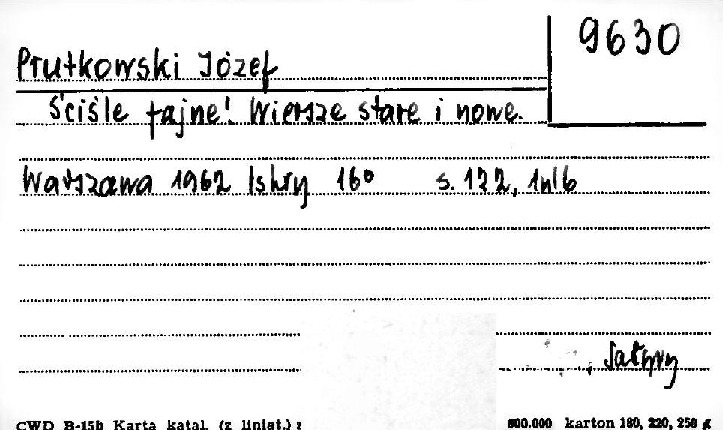 9630
Prutkowski Józef
Ściśle tajne! Wiersze stare i nowe.
Warszawa 1962 Iskry 16° s. 122, 1nlb
Satyry
CWD B-15b Karta katal. (z liniat.) 800.000 karton 180, 220, 250 g